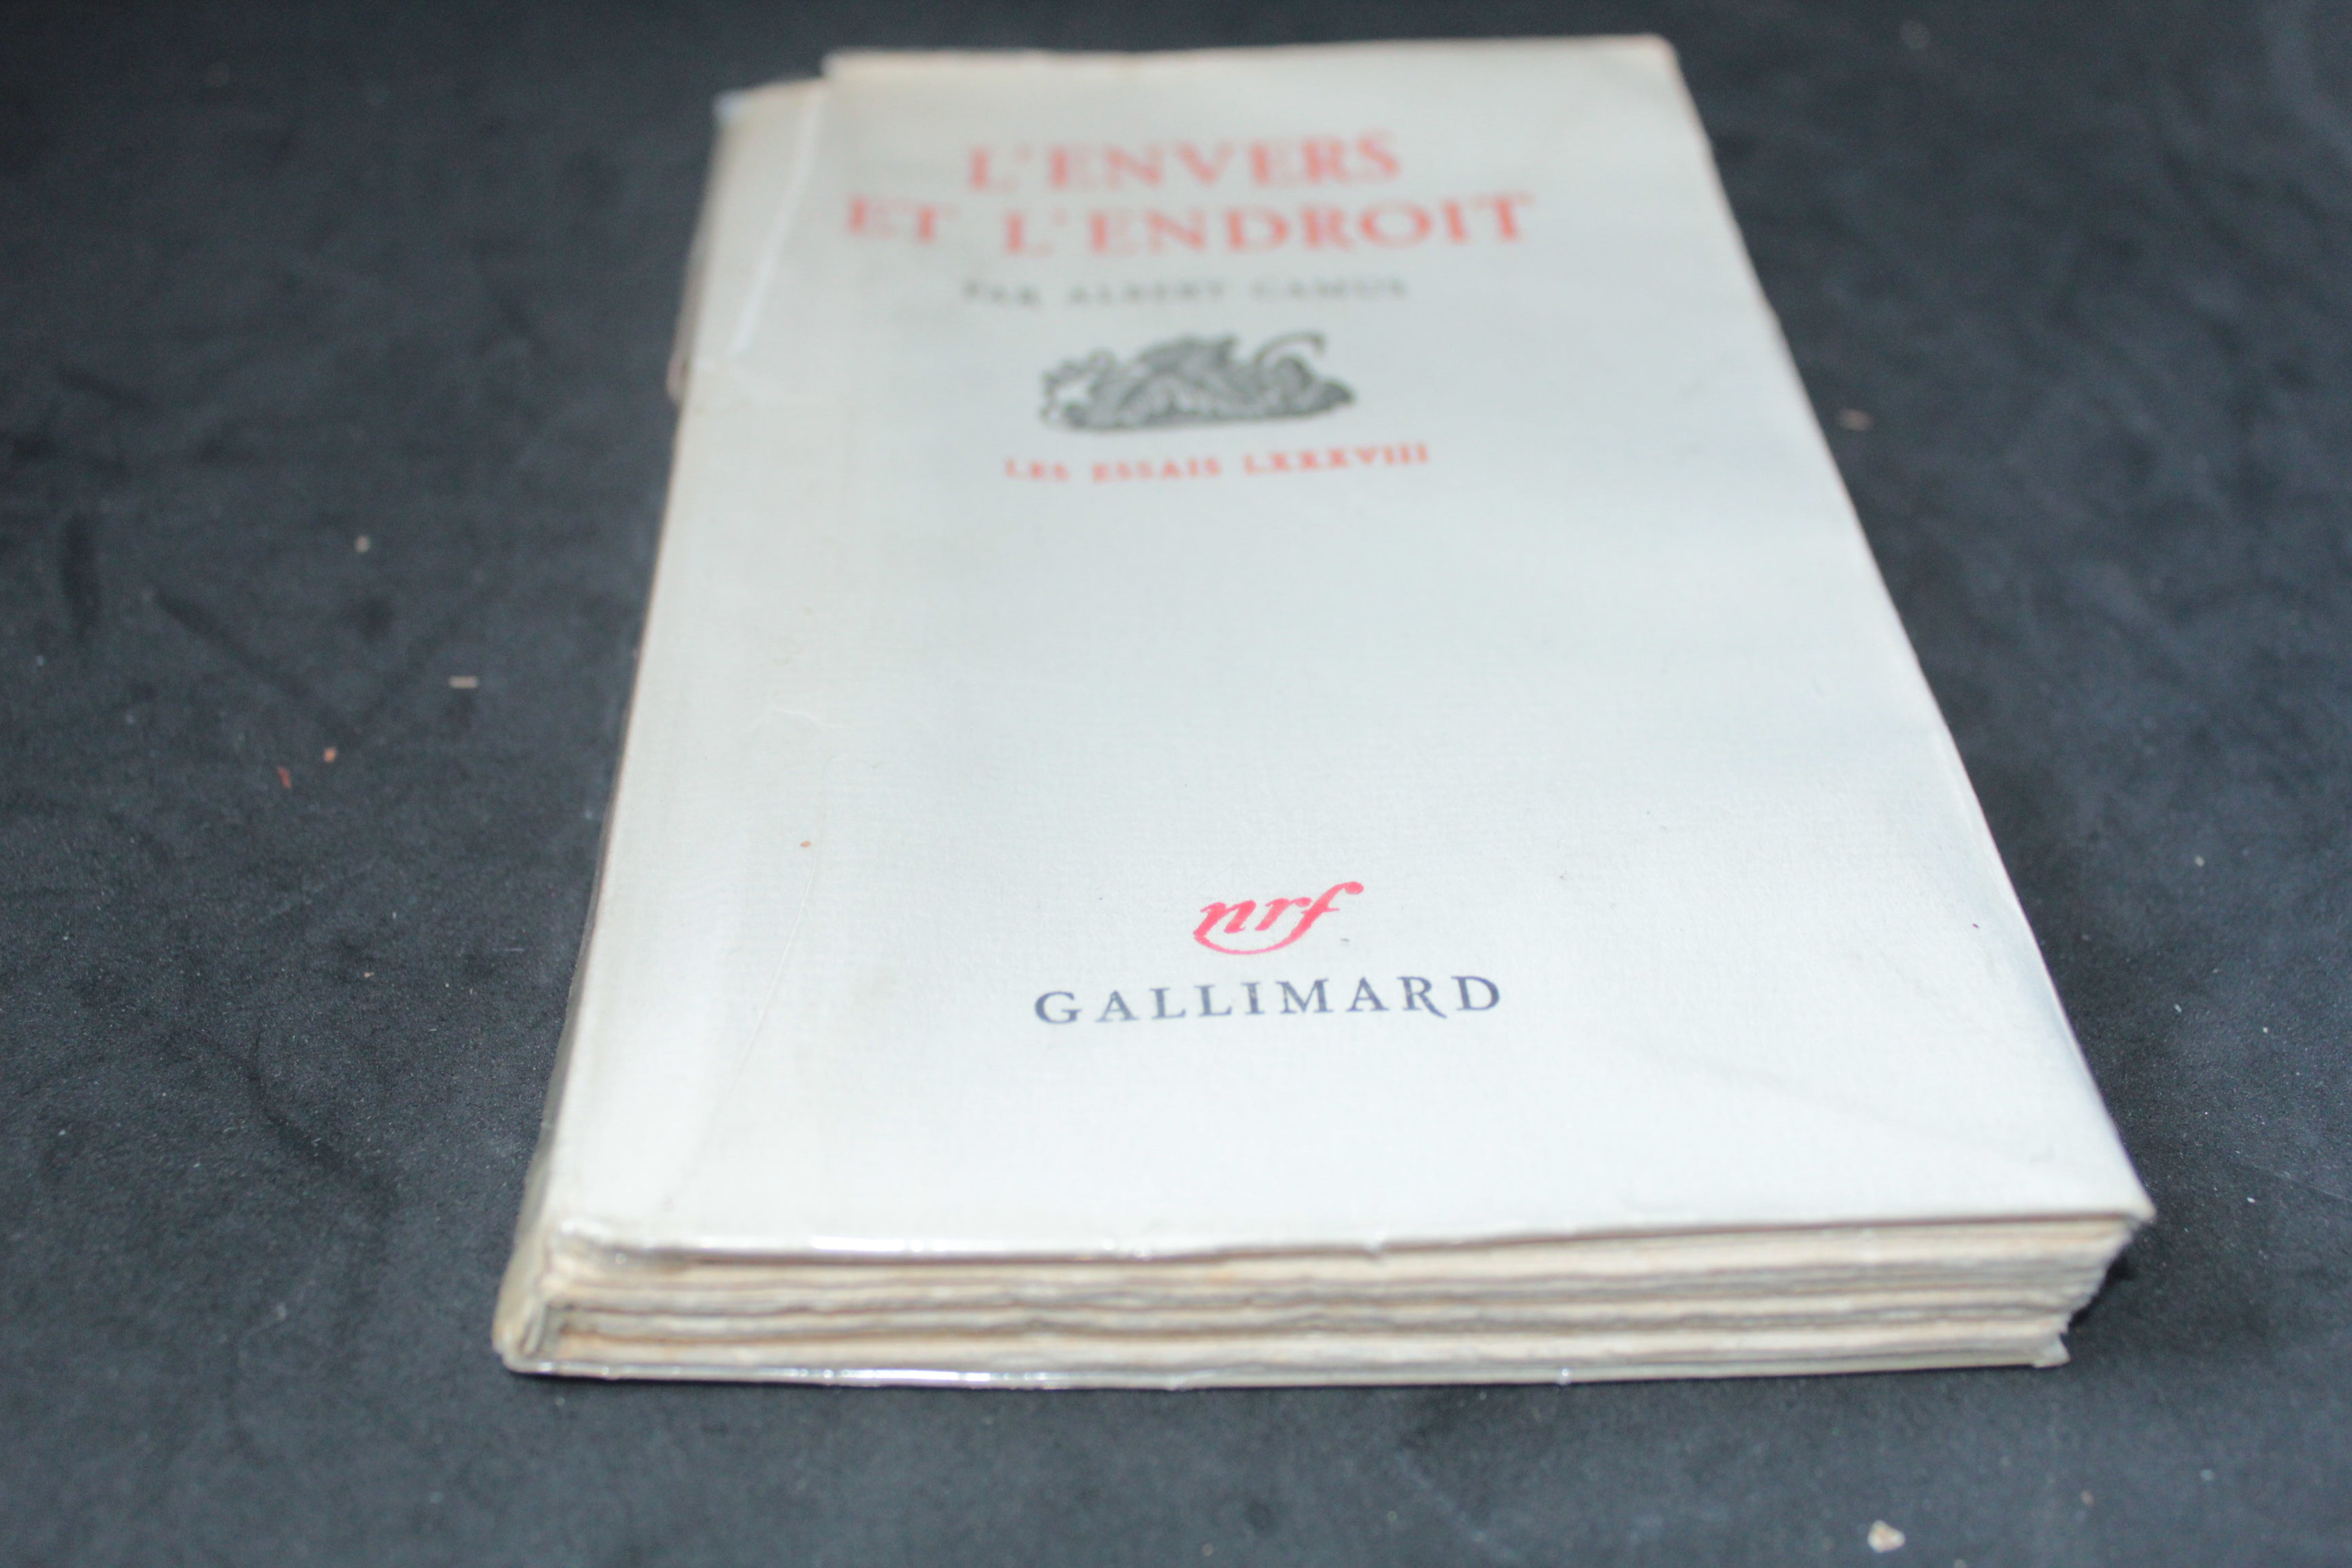 L'ENVERS
ET L'ENDROIT
PAR ALBERT CAMUS
LES ESSAIS LXXXVIII
nrf
GALLIMARD